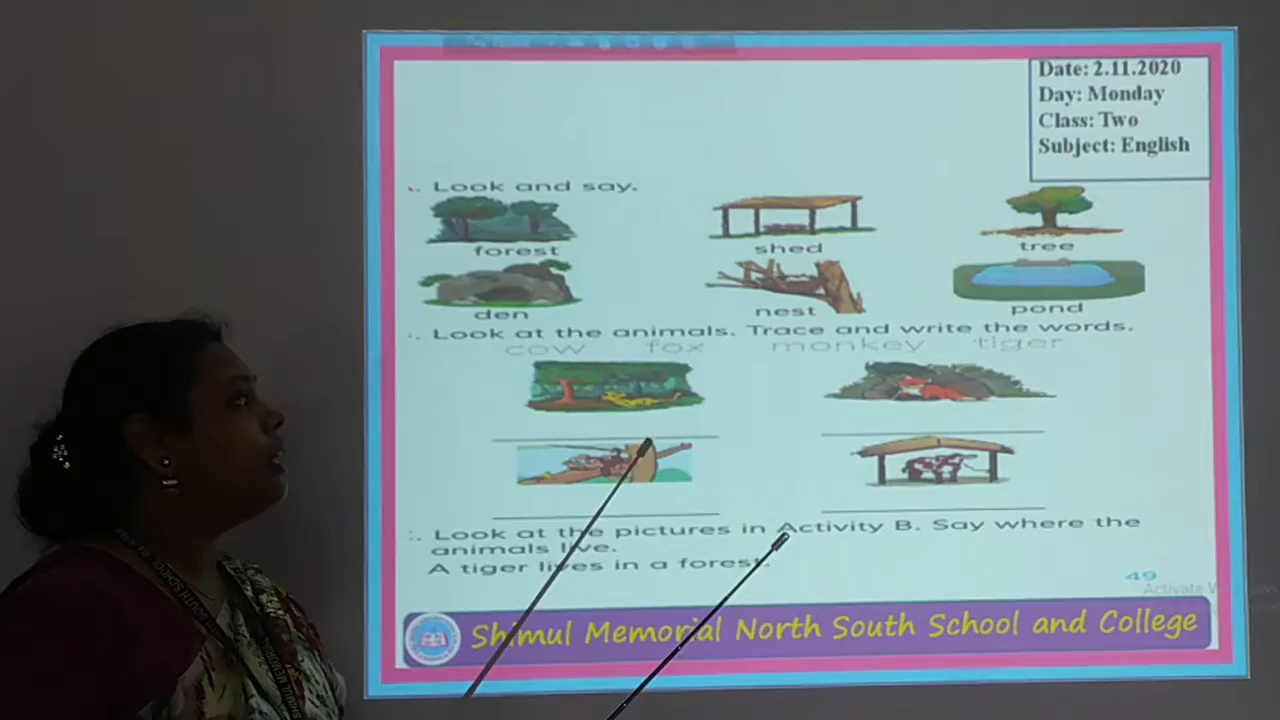 Date: 2.11.2020
Day: Monday
Class: Two
Subject: English
Look and say.
forest
shed
tree
den
nest
pond
Look at the animals. Trace and write the words.
cow fox monkey tiger
Look at the pictures in Activity B. Say where the
animals live.
A tiger lives in a forest.
49
Activate
Shimul Memorial North South School and College